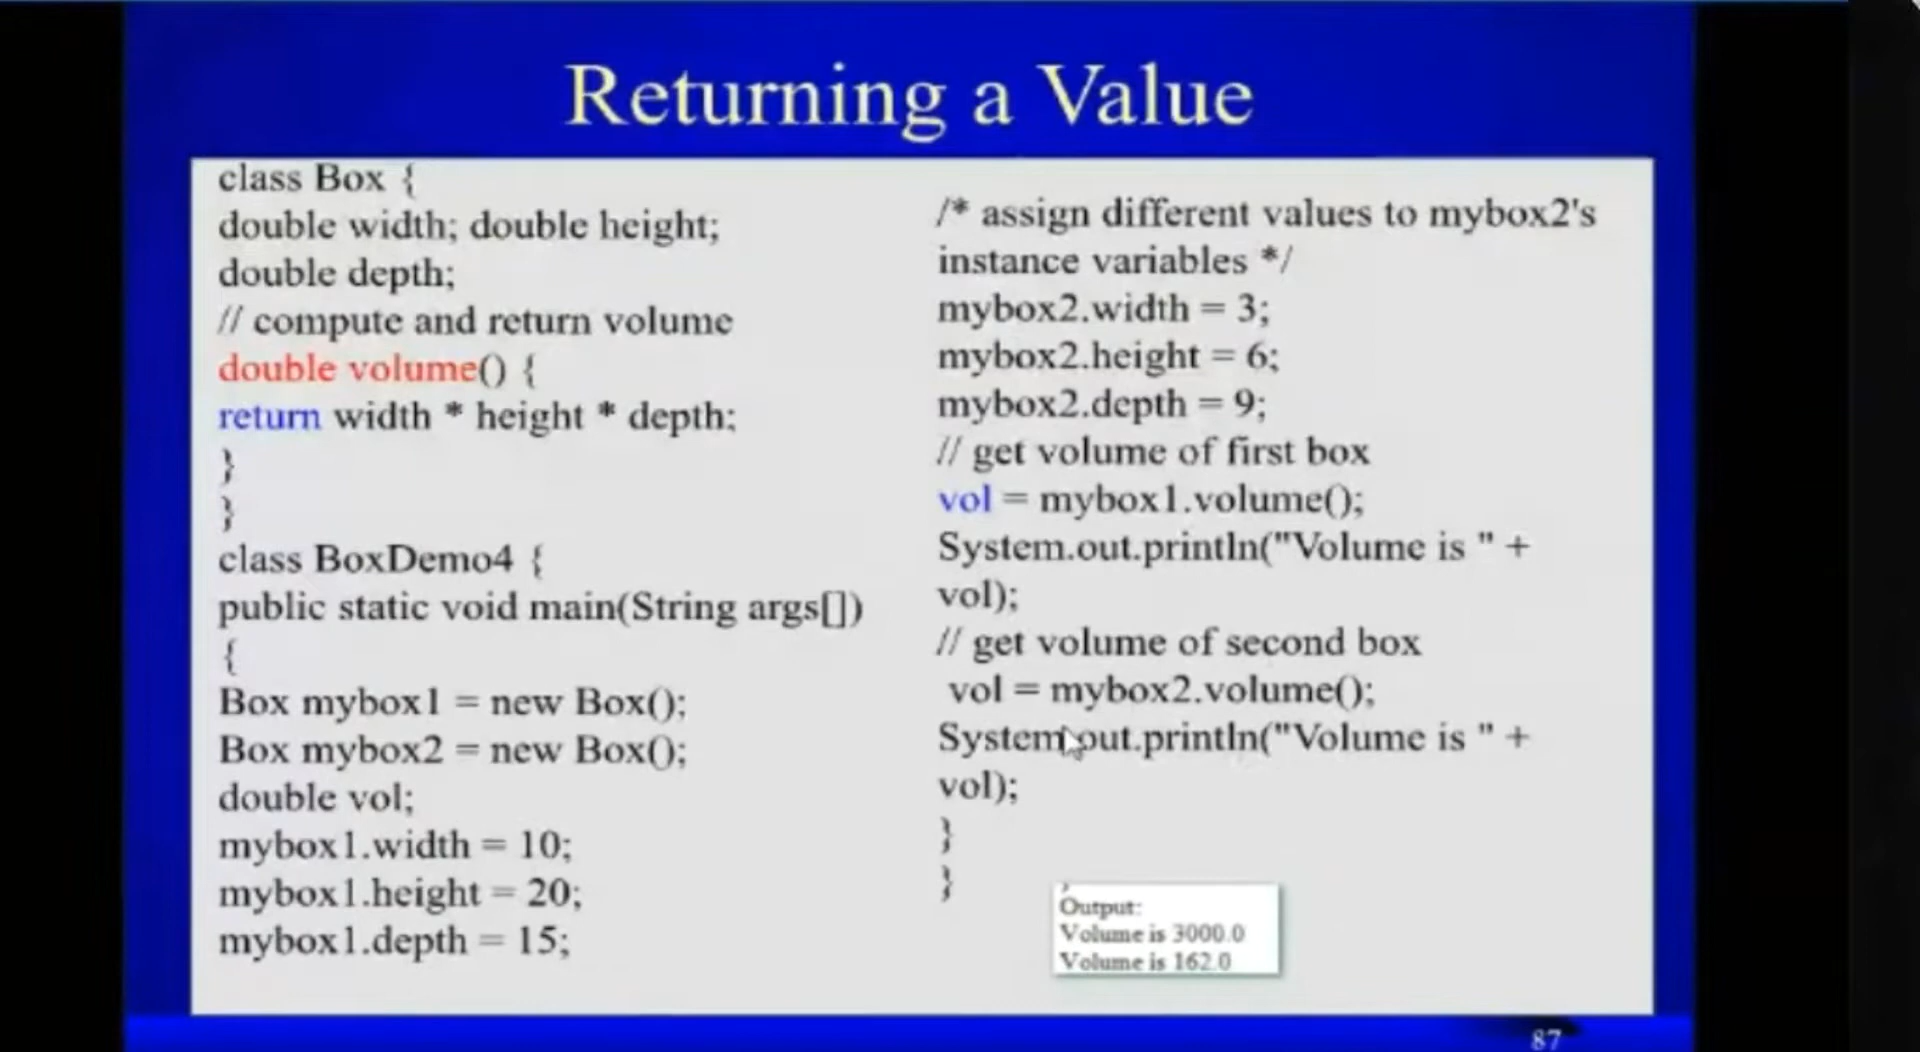 Returning a Value
class Box {
double width; double height;
double depth;
// compute and return volume
double volume() {
return width * height * depth;
}
}
class BoxDemo4 {
public static void main(String args[])
{
Box mybox1 = new Box();
Box mybox2 = new Box();
double vol;
mybox1.width = 10;
mybox1.height = 20;
mybox1.depth = 15;
/* assign different values to mybox2's
instance variables */
mybox2.width = 3;
mybox2.height = 6;
mybox2.depth = 9;
// get volume of first box
vol = mybox1.volume();
System.out.println("Volume is " +
vol);
// get volume of second box
vol = mybox2.volume();
System.out.println("Volume is " +
vol);
}
}
Output:
Volume is 3000.0
Volume is 162.0
87